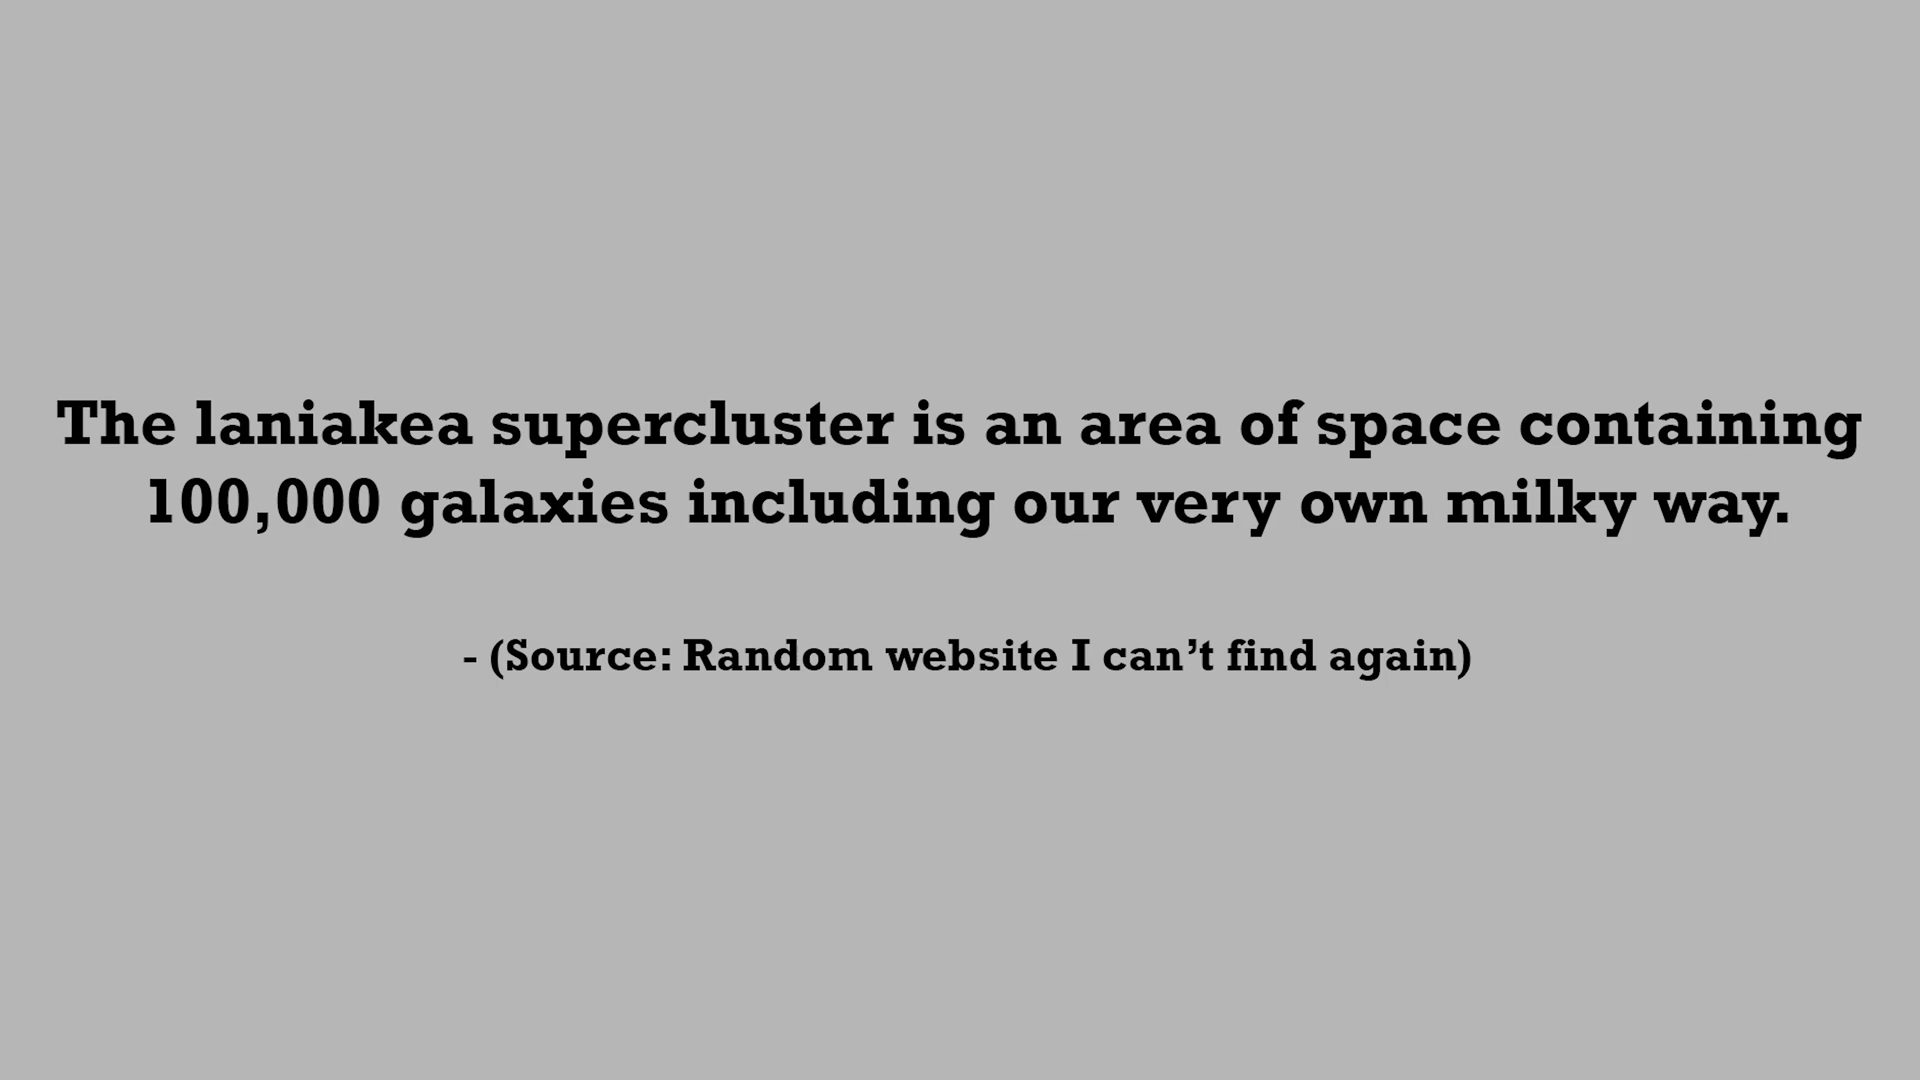 The laniakea supercluster is an area of space containing
100,000 galaxies including our very own milky way.
- (Source: Random website I can’t find again)